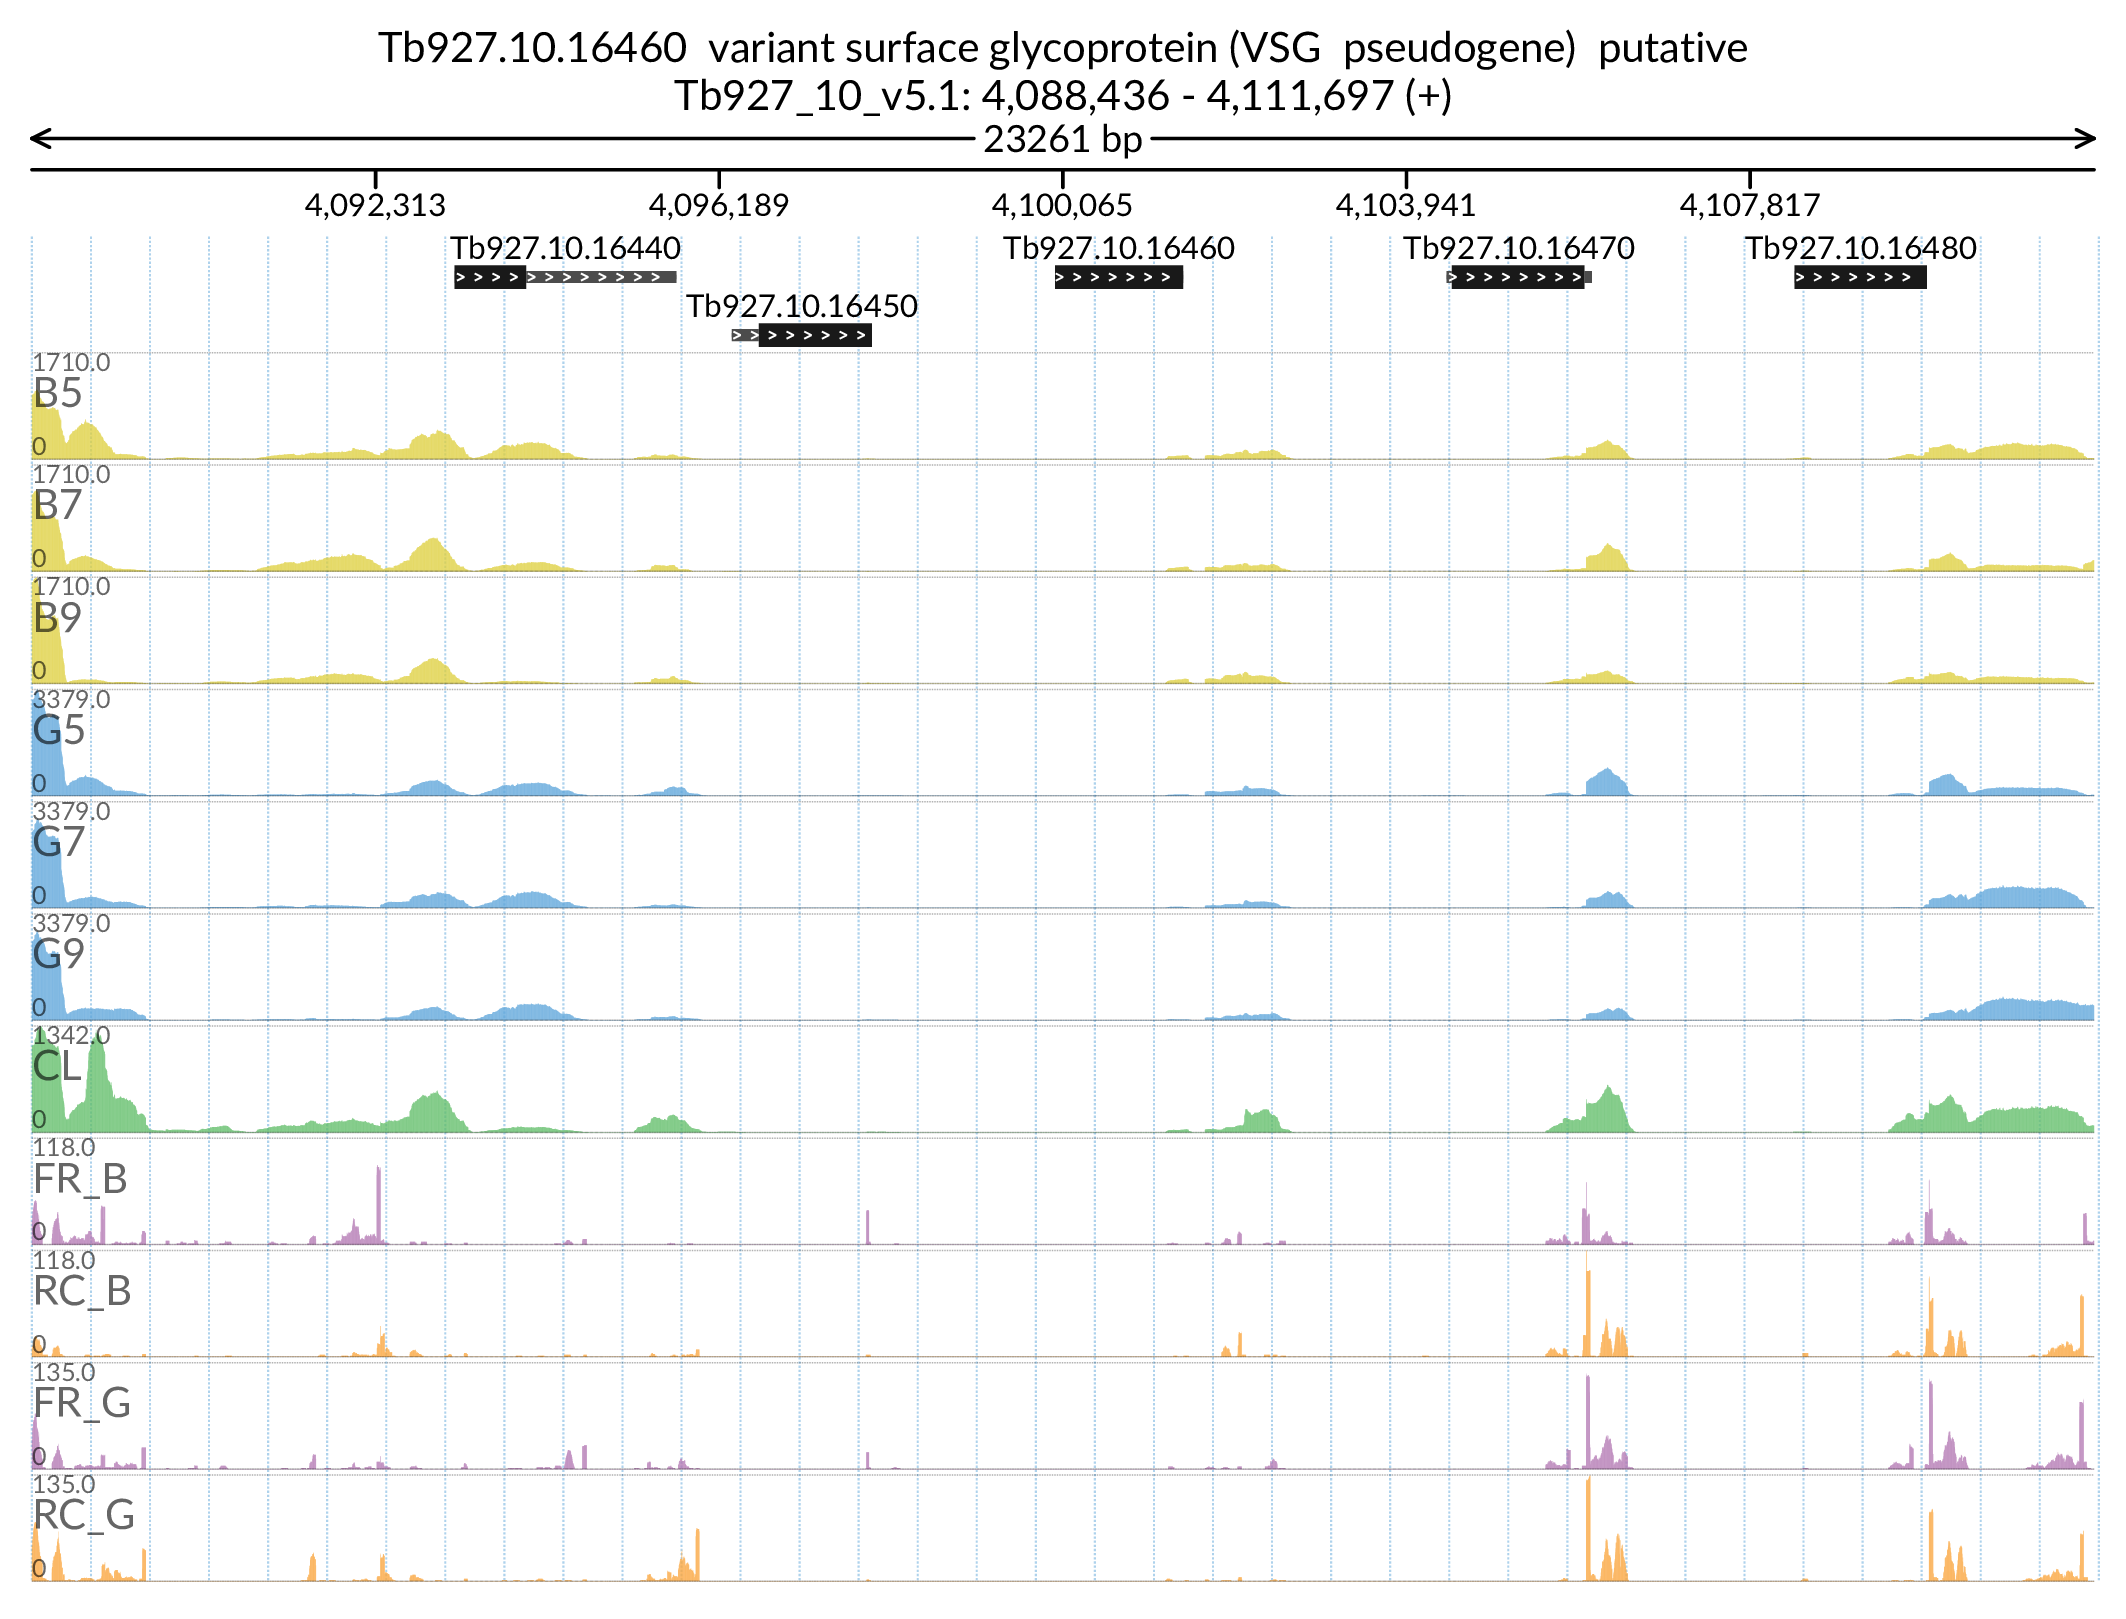 Tb927.10.16460  variant surface glycoprotein (VSG  pseudogene)  putative
Tb927_10_v5.1: 4,088,436 - 4,111,697 (+)
23261 bp
4,092,313 4,096,189 4,100,065 4,103,941 4,107,817
Tb927.10.16440 Tb927.10.16460 Tb927.10.16470 Tb927.10.16480
Tb927.10.16450
1710.0
B5
0
1710.0
B7
0
1710.0
B9
0
3379.0
G5
0
3379.0
G7
0
3379.0
G9
0
1342.0
CL
0
118.0
FR_B
0
118.0
RC_B
0
135.0
FR_G
0
135.0
RC_G
0